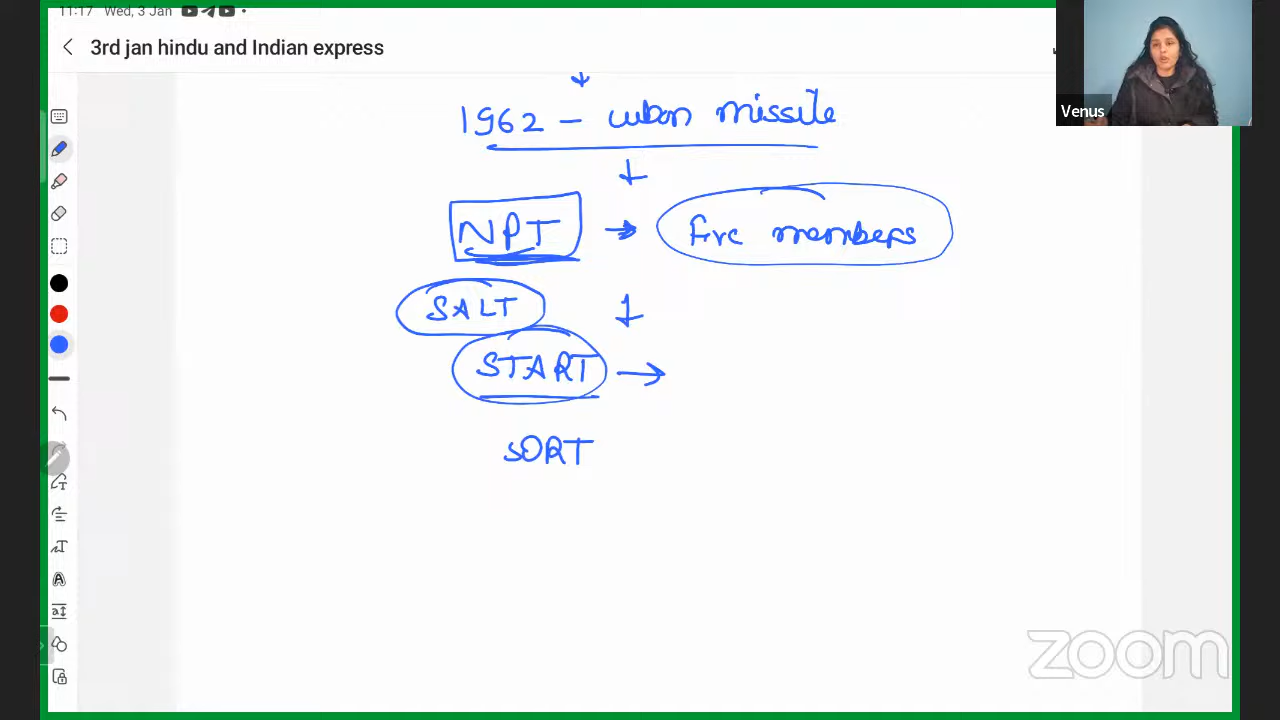 11:17 Wed, 3 Jan
3rd jan hindu and Indian express
Venus
1962 - cuban missile
NPT → Five members
SALT
START →
SORT
zoom